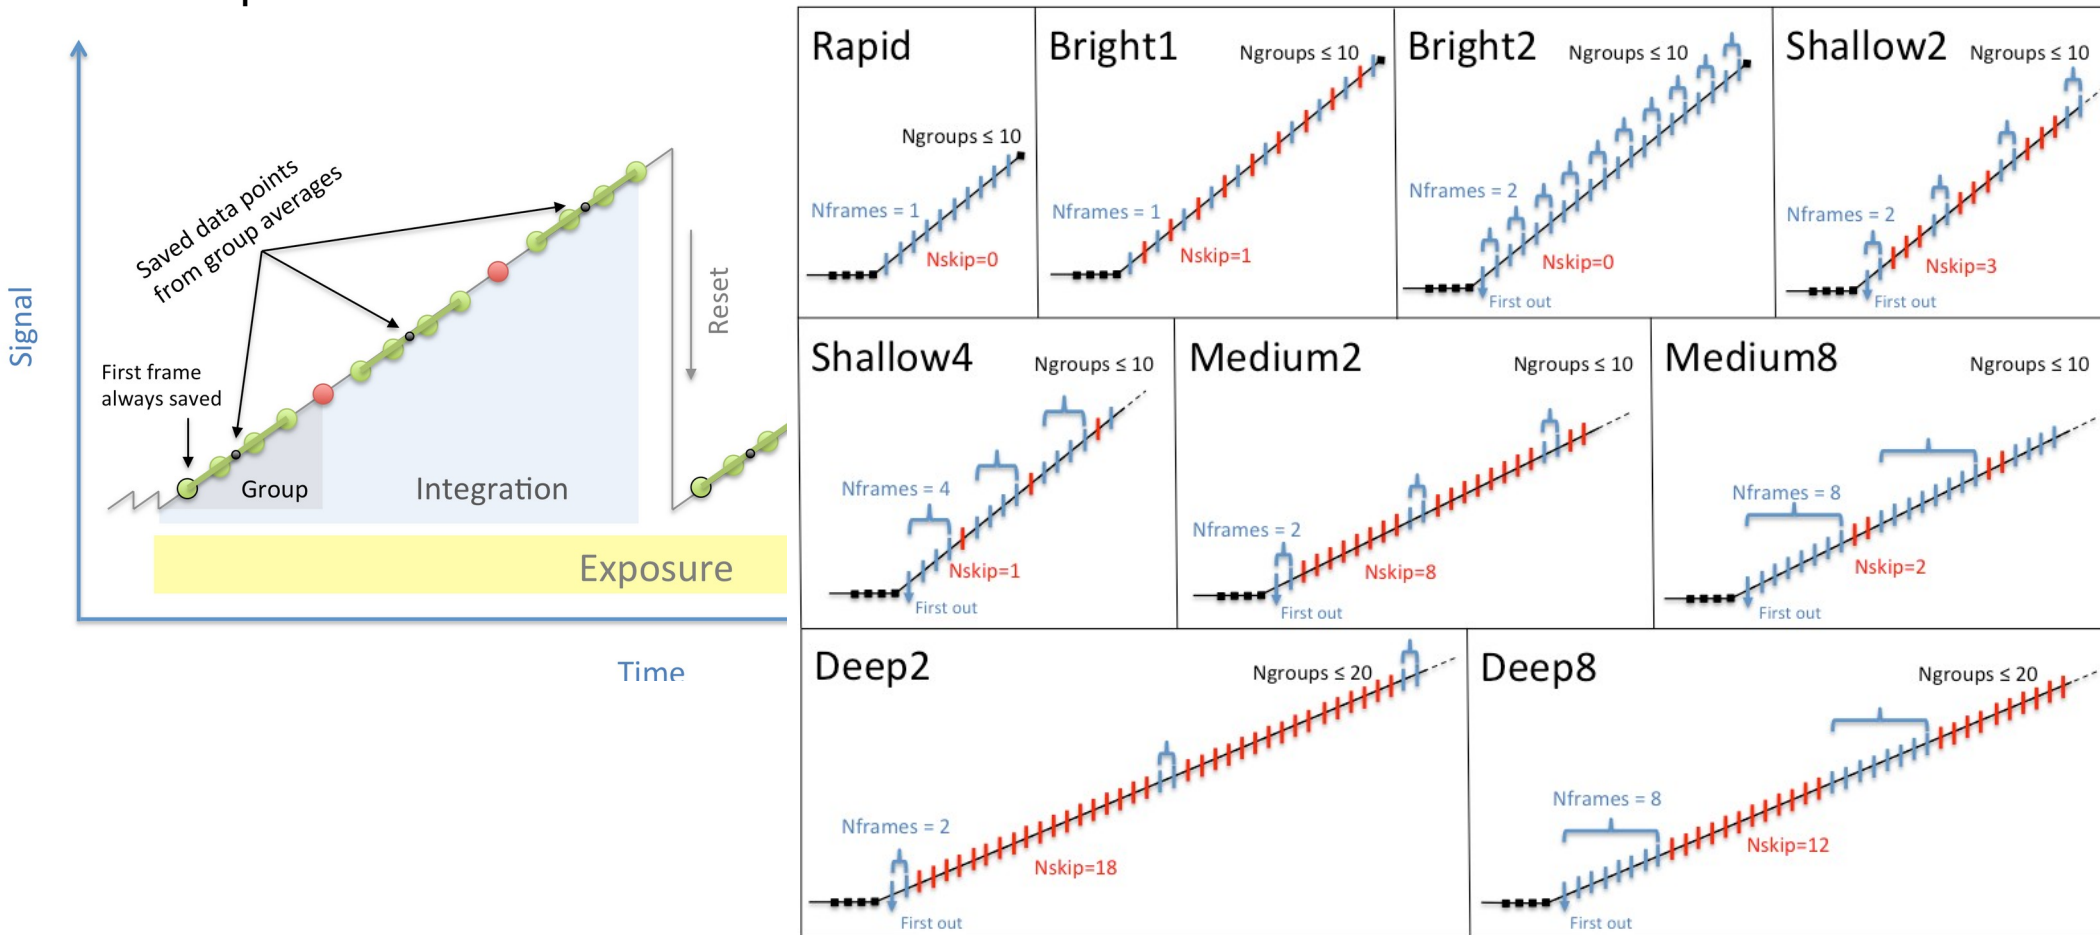 Signal
Saved data points
from group averages
First frame
always saved
Group
Integration
Reset
Exposure
Time
Rapid
Ngroups ≤ 10
Nframes = 1
Nskip=0
Bright1
Ngroups ≤ 10
Nframes = 1
Nskip=1
Bright2
Ngroups ≤ 10
Nframes = 2
Nskip=0
First out
Shallow2
Ngroups ≤ 10
Nframes = 2
Nskip=3
First out
Shallow4
Ngroups ≤ 10
Nframes = 4
Nskip=1
First out
Medium2
Ngroups ≤ 10
Nframes = 2
Nskip=8
First out
Medium8
Ngroups ≤ 10
Nframes = 8
Nskip=2
First out
Deep2
Ngroups ≤ 20
Nframes = 2
Nskip=18
First out
Deep8
Ngroups ≤ 20
Nframes = 8
Nskip=12
First out